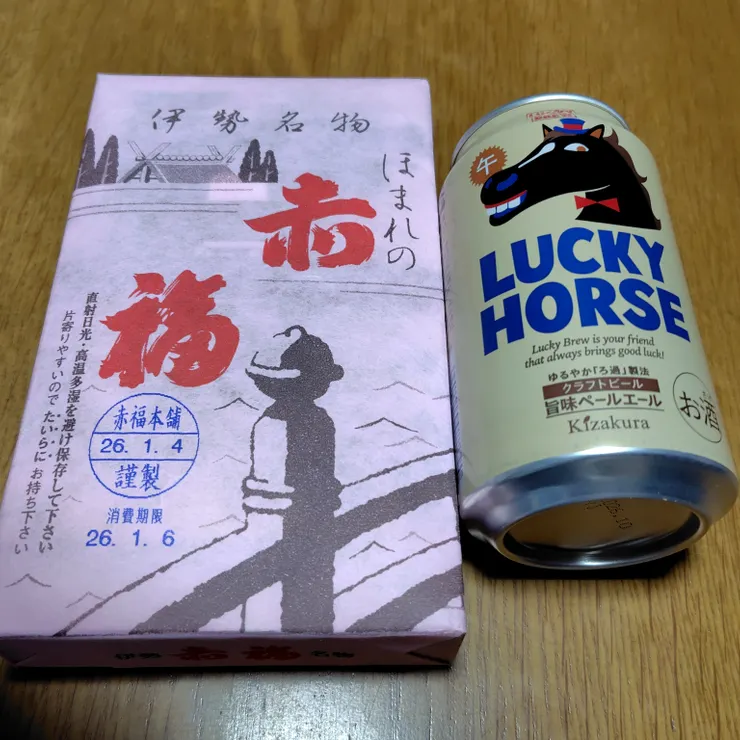 伊勢名物
ほまれの
赤
福
直射日光・高温多湿を避け保存して下さい
片寄りやすいので たいらに お持ち下さい
赤福本舗
26. 1. 4
謹製
消費期限
26. 1. 6
伊勢 赤福 名物
午
LUCKY
HORSE
Lucky Brew is your friend
that always brings good luck!
ゆるやか「ろ過」製法
クラフトビール
旨味ペールエール
Kizakura
お酒